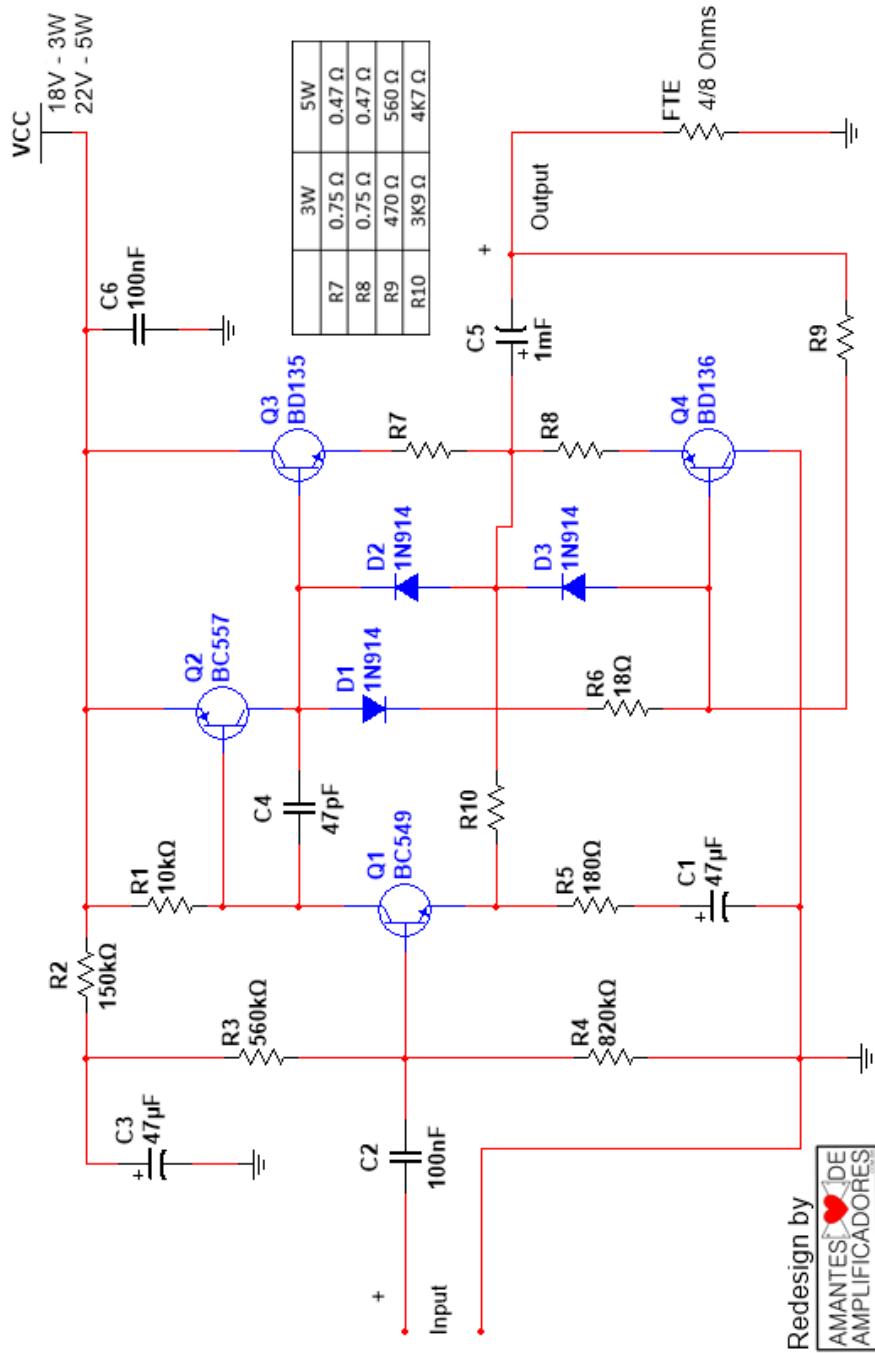 VCC
18V - 3W
22V - 5W
C6
100nF
3W 5W
R7 0.75 Ω 0.47 Ω
R8 0.75 Ω 0.47 Ω
R9 470 Ω 560 Ω
R10 3K9 Ω 4K7 Ω
Q2
BC557
Q3
BD135
R1
10kΩ
R2
150kΩ
C3
47µF
R3
560kΩ
C4
47pF
D1
1N914
D2
1N914
R7
C5
+
1mF
+
Output
FTE
4/8 Ohms
+
Input
C2
100nF
Q1
BC549
R10
D3
1N914
R8
R4
820kΩ
R5
180Ω
R6
18Ω
Q4
BD136
C1
+
47µF
R9
+
Redesign by
AMANTES DE
AMPLIFICADORES